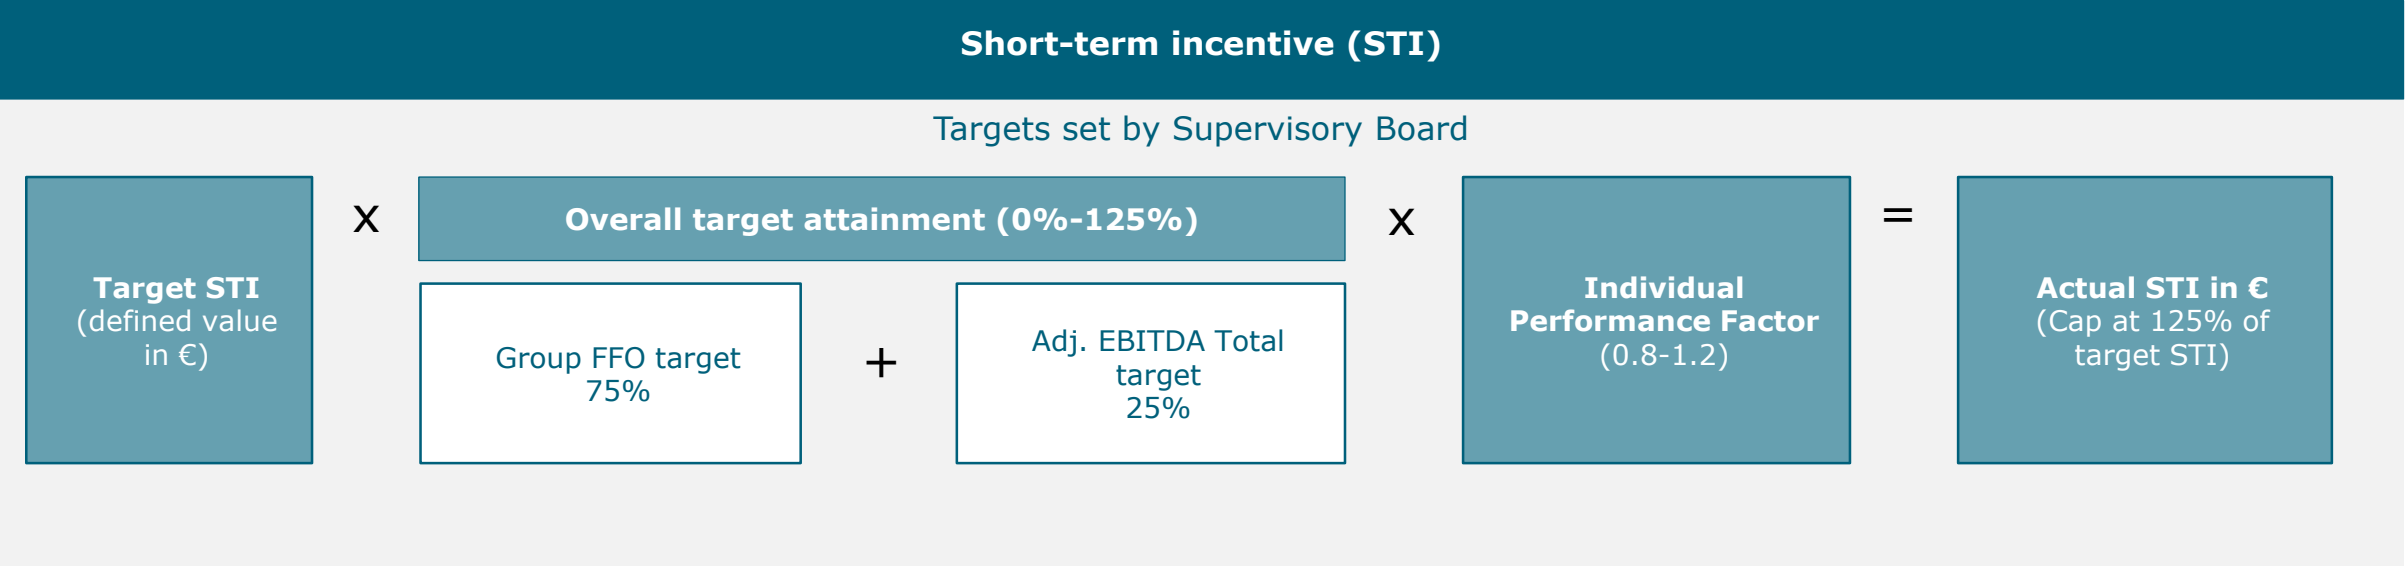 Short-term incentive (STI)
Targets set by Supervisory Board
Target STI
(defined value
in €)
x
Overall target attainment (0%-125%)
Group FFO target
75%
+
Adj. EBITDA Total
target
25%
x
Individual
Performance Factor
(0.8-1.2)
=
Actual STI in €
(Cap at 125% of
target STI)